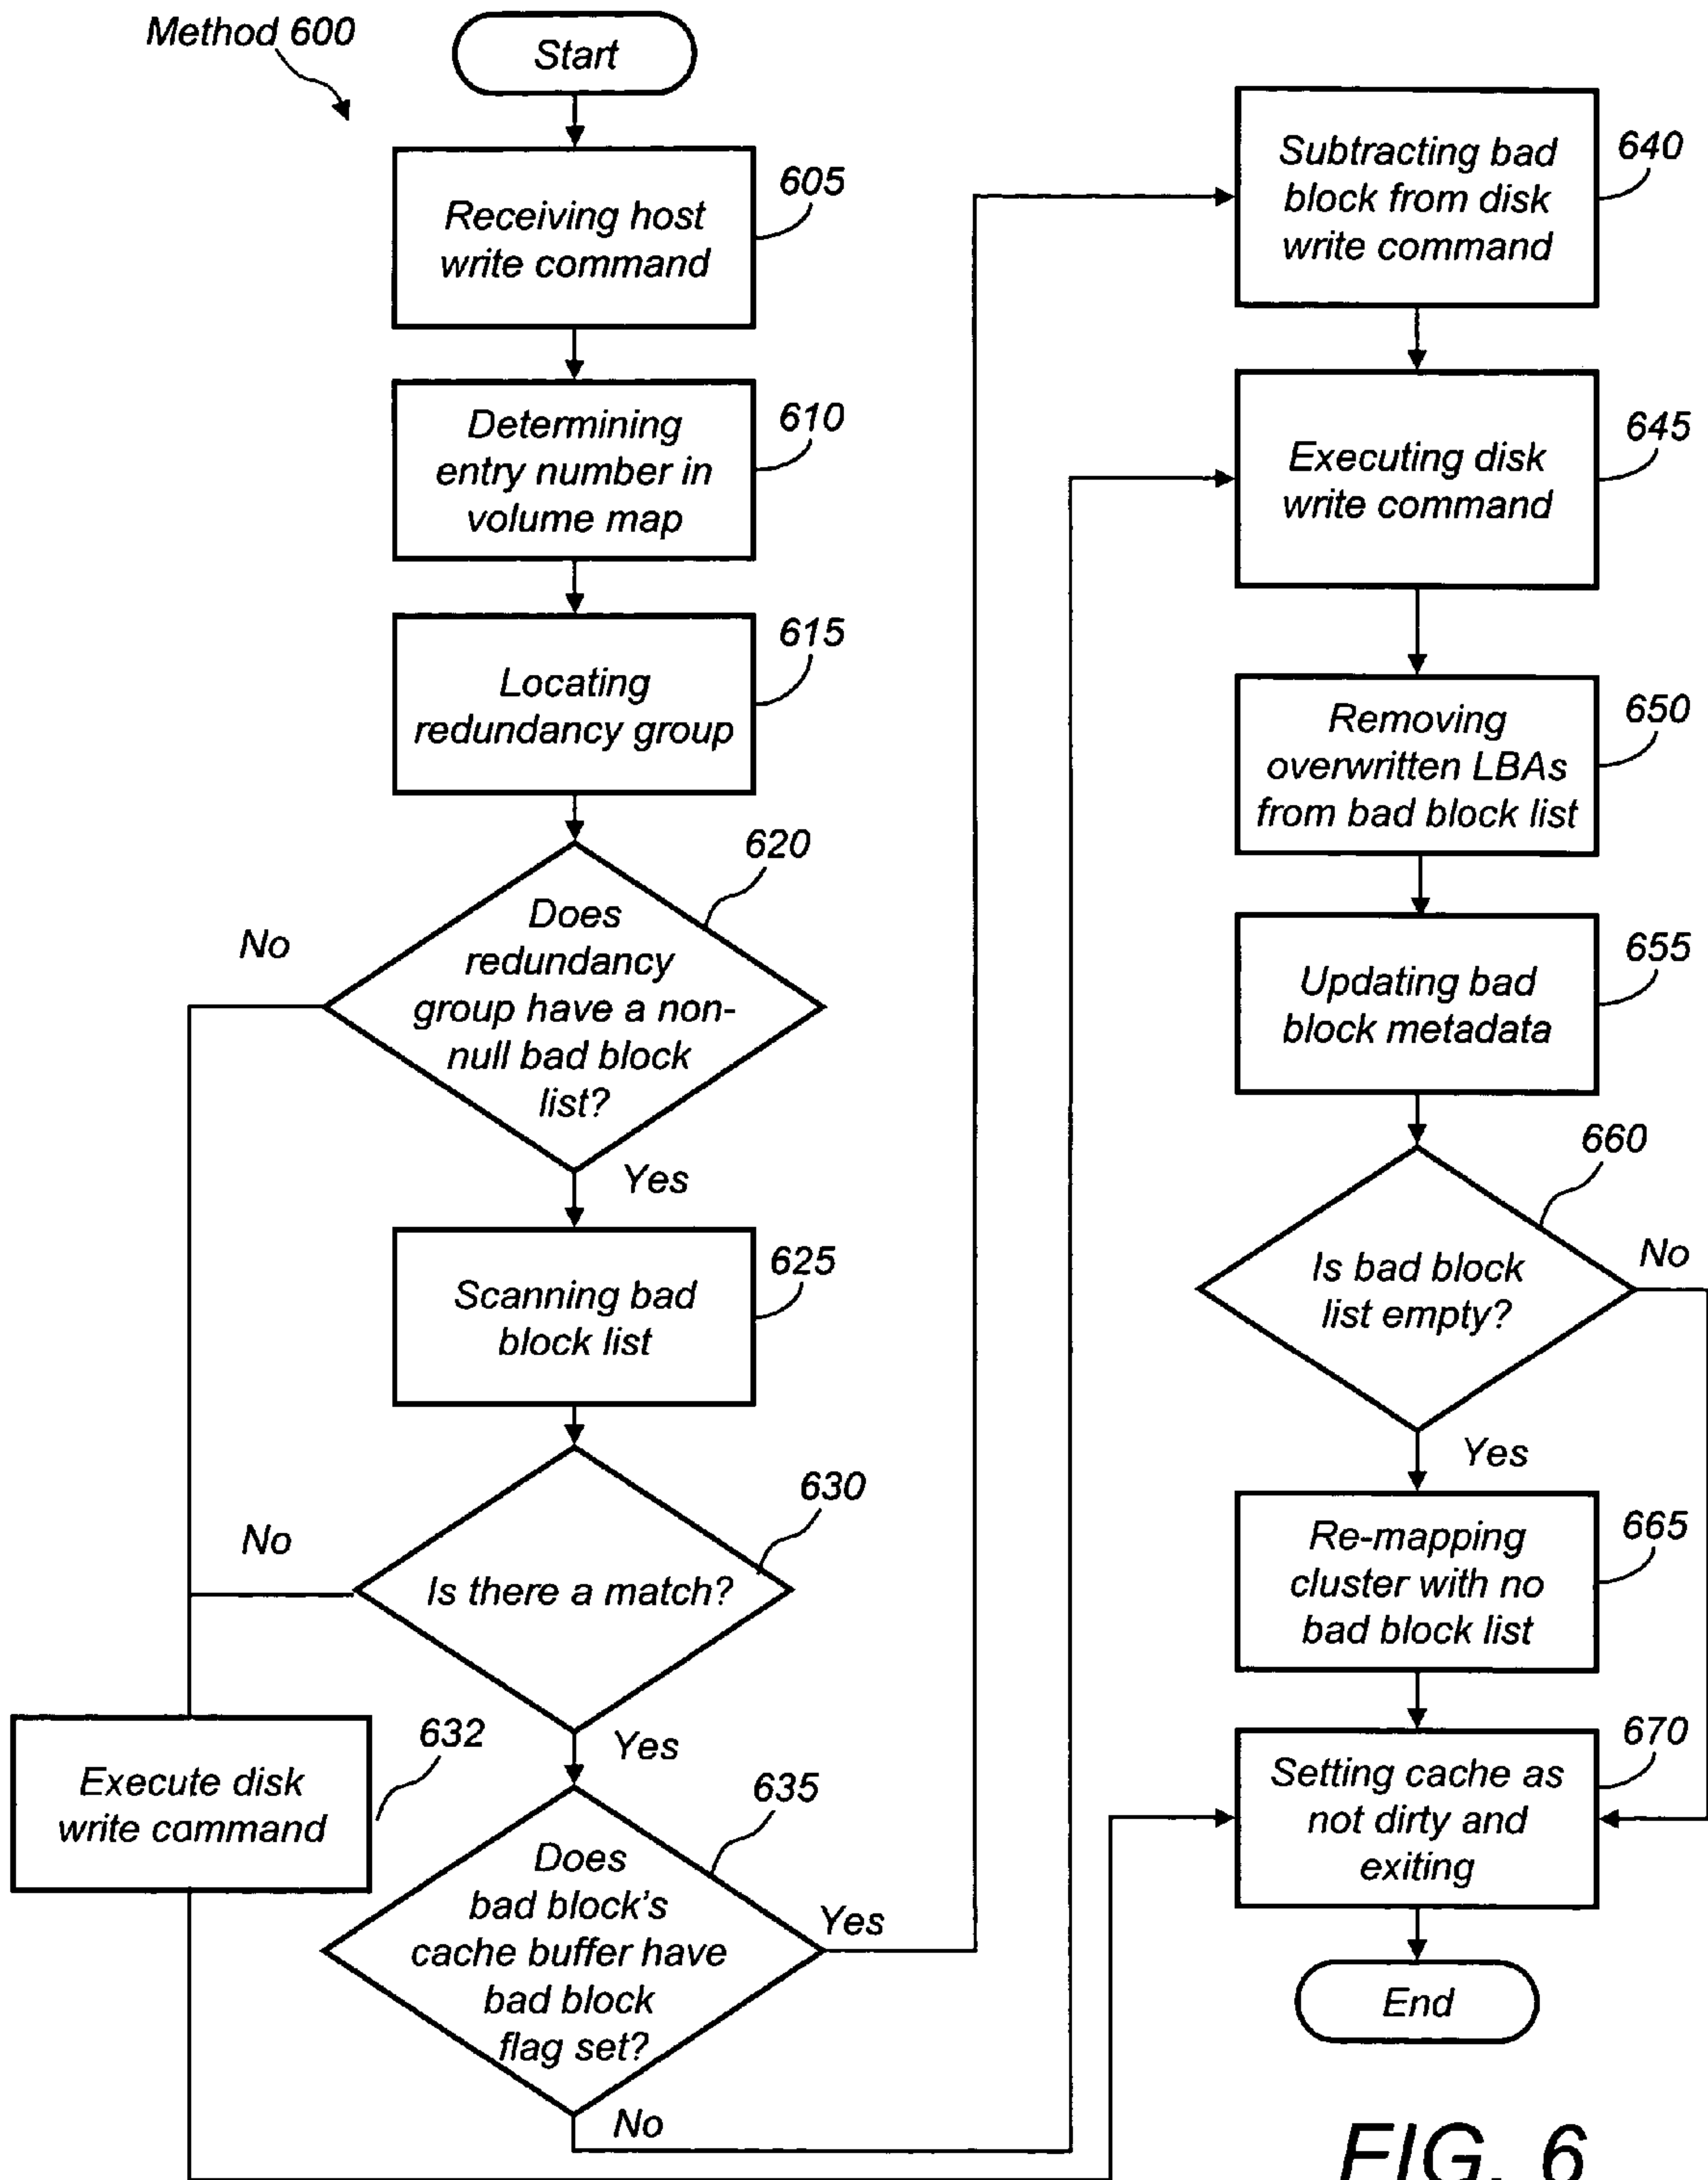 Method 600
Start
605
Receiving host
write command
610
Determining
entry number in
volume map
615
Locating
redundancy group
620
Does
redundancy
group have a non-
null bad block
list?
No
Yes
625
Scanning bad
block list
630
Is there a match?
No
Yes
632
Execute disk
write command
635
Does
bad block's
cache buffer have
bad block
flag set?
Yes
No
640
Subtracting bad
block from disk
write command
645
Executing disk
write command
650
Removing
overwritten LBAs
from bad block list
655
Updating bad
block metadata
660
Is bad block
list empty?
No
Yes
665
Re-mapping
cluster with no
bad block list
670
Setting cache as
not dirty and
exiting
End
FIG. 6